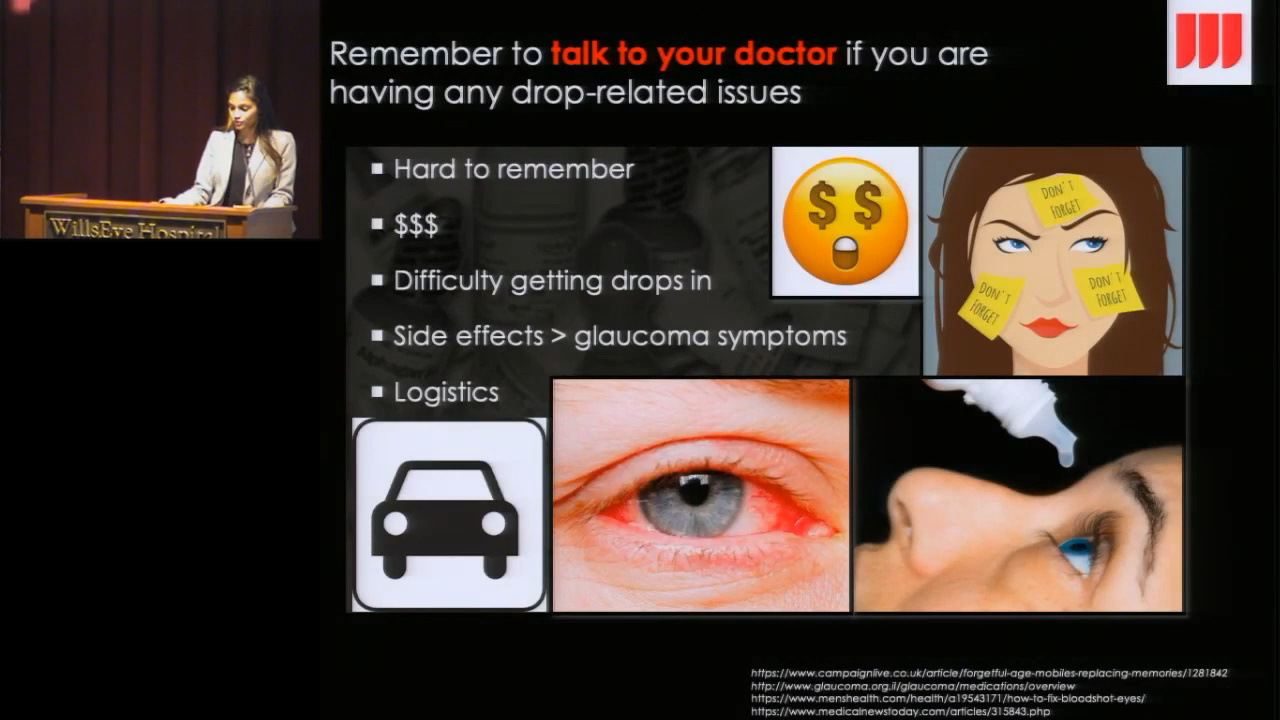 Remember to talk to your doctor if you are
having any drop-related issues
Hard to remember
$$$
Difficulty getting drops in
Side effects > glaucoma symptoms
Logistics
$ $
DON'T
FORGET
DON'T
FORGET
DON'T
FORGET
WillsEye Hospital
https://www.campaignlive.co.uk/article/forgetful-age-mobiles-replacing-memories/1281842
http://www.glaucoma.org.il/glaucoma/medications/overview
https://www.menshealth.com/health/a19543171/how-to-fix-bloodshot-eyes/
https://www.medicalnewstoday.com/articles/315843.php